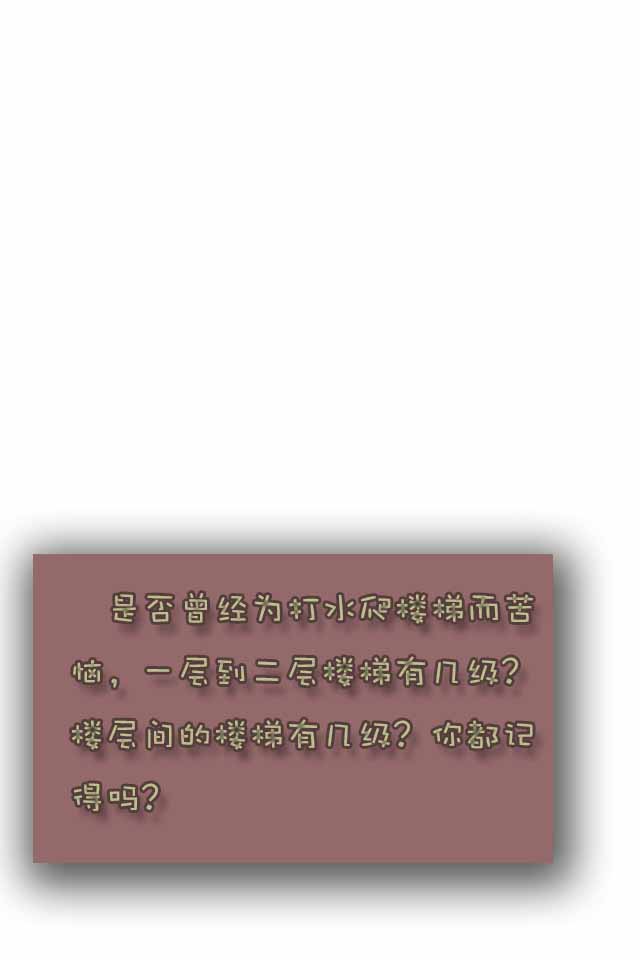 是否曾经为打水爬楼梯而苦
恼，一层到二层楼梯有几级？
楼层间的楼梯有几级？你都记
得吗？